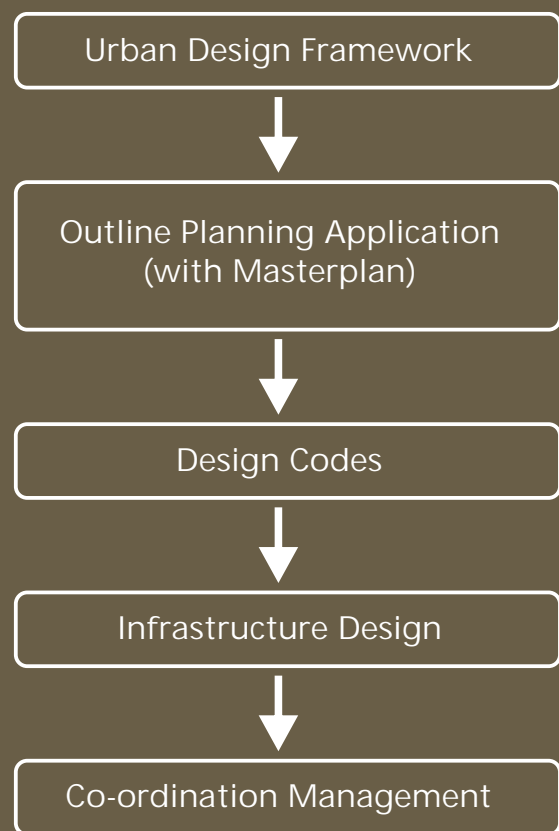 Urban Design Framework
Outline Planning Application
(with Masterplan)
Design Codes
Infrastructure Design
Co-ordination Management